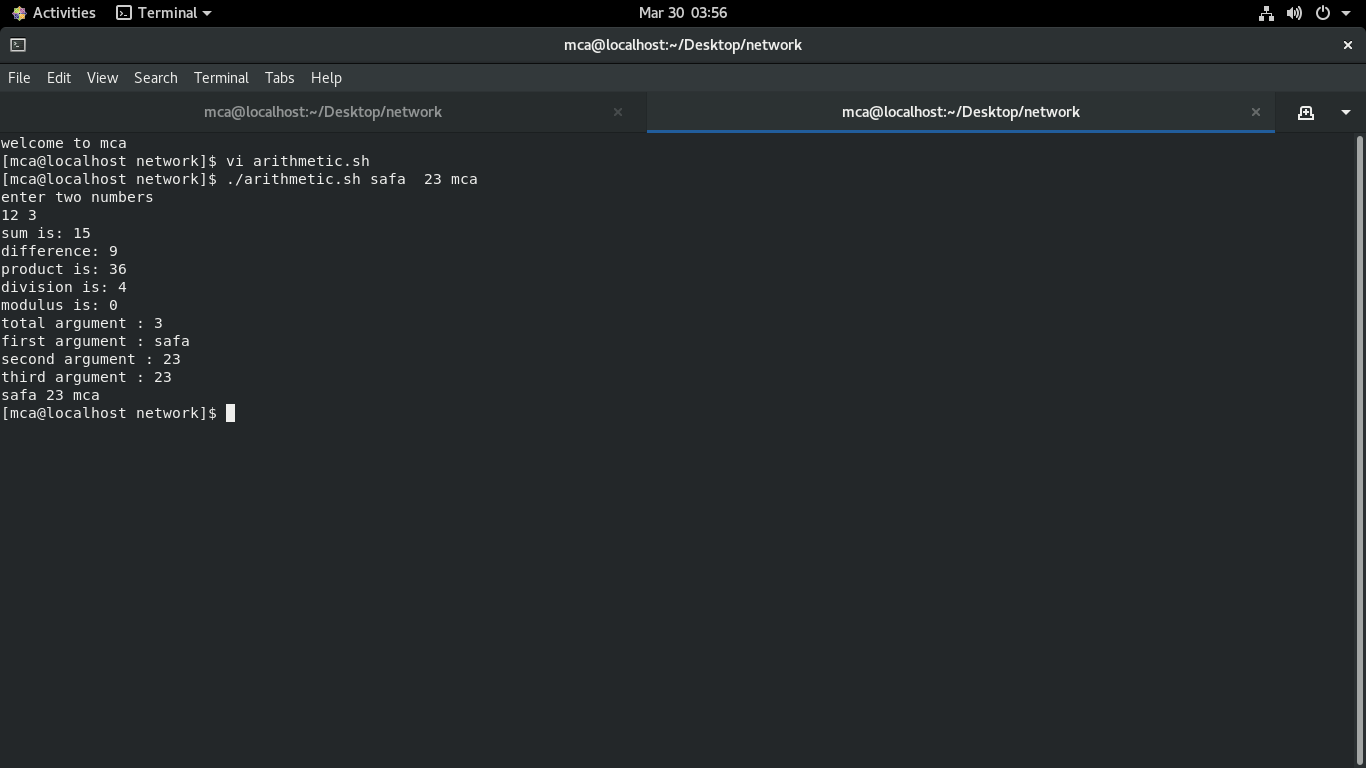 Activities Terminal Mar 30 03:56
mca@localhost:~/Desktop/network
File Edit View Search Terminal Tabs Help
mca@localhost:~/Desktop/network mca@localhost:~/Desktop/network
welcome to mca
[mca@localhost network]$ vi arithmetic.sh
[mca@localhost network]$ ./arithmetic.sh safa  23 mca
enter two numbers
12 3
sum is: 15
difference: 9
product is: 36
division is: 4
modulus is: 0
total argument : 3
first argument : safa
second argument : 23
third argument : 23
safa 23 mca
[mca@localhost network]$